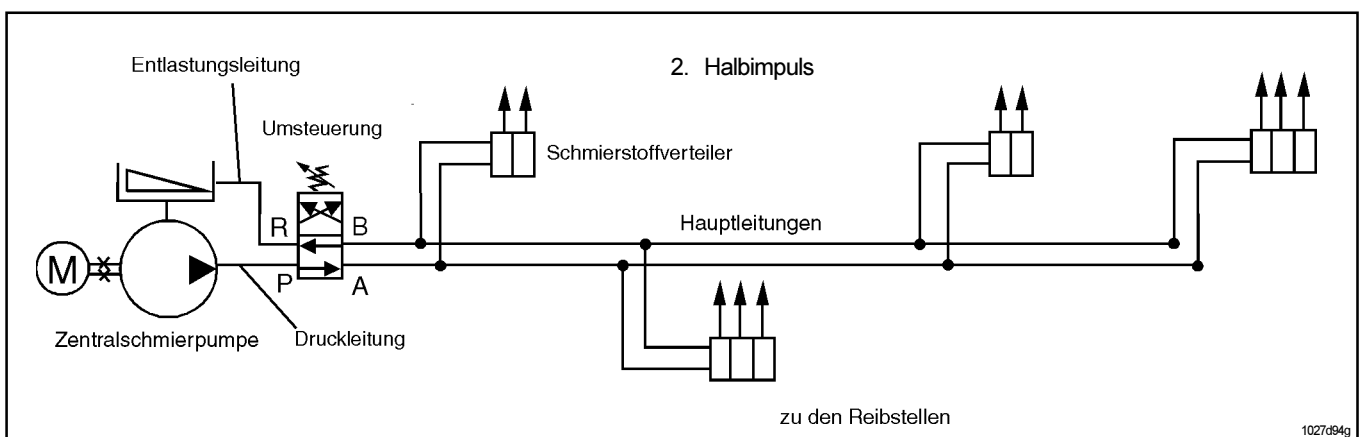 Entlastungsleitung
2. Halbimpuls
Umsteuerung
Schmierstoffverteiler
R
B
Hauptleitungen
M
P
A
Zentralschmierpumpe
Druckleitung
zu den Reibstellen
1027d94g